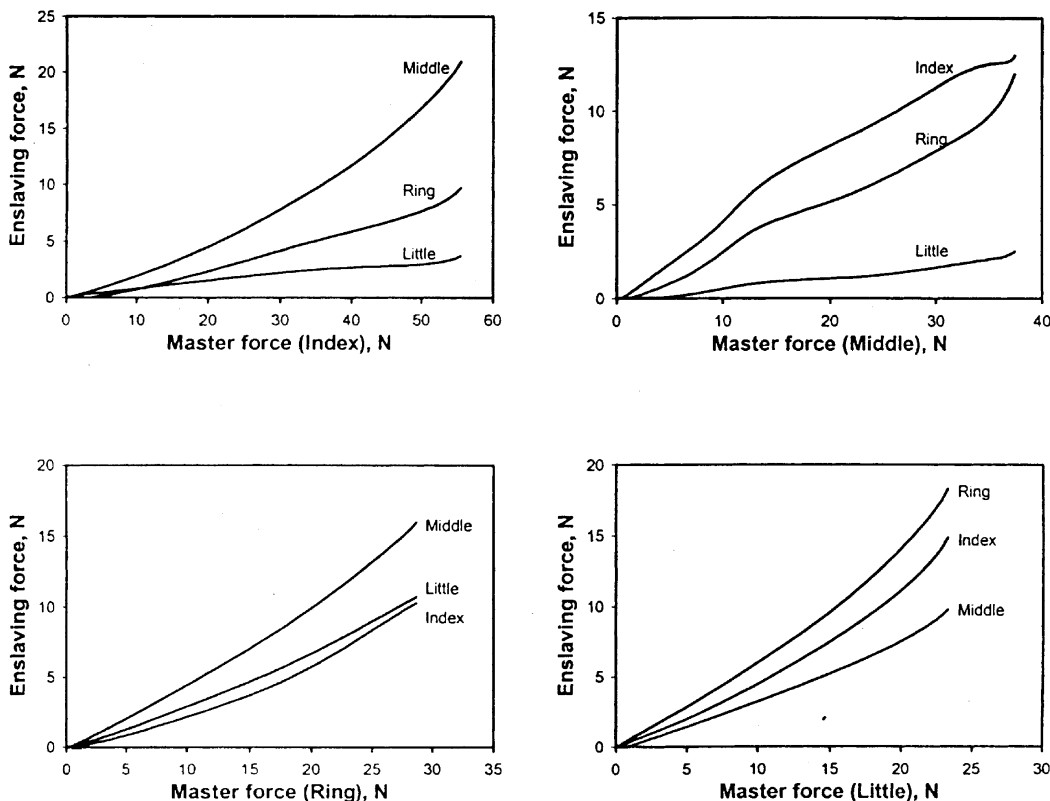 25
20
15
10
5
0
Enslaving force, N
Middle
Ring
Little
0 10 20 30 40 50 60
Master force (Index), N
15
10
5
0
Enslaving force, N
Index
Ring
Little
0 10 20 30 40
Master force (Middle), N
20
15
10
5
0
Enslaving force, N
Middle
Little
Index
0 5 10 15 20 25 30 35
Master force (Ring), N
20
15
10
5
0
Enslaving force, N
Ring
Index
Middle
0 5 10 15 20 25 30
Master force (Little), N